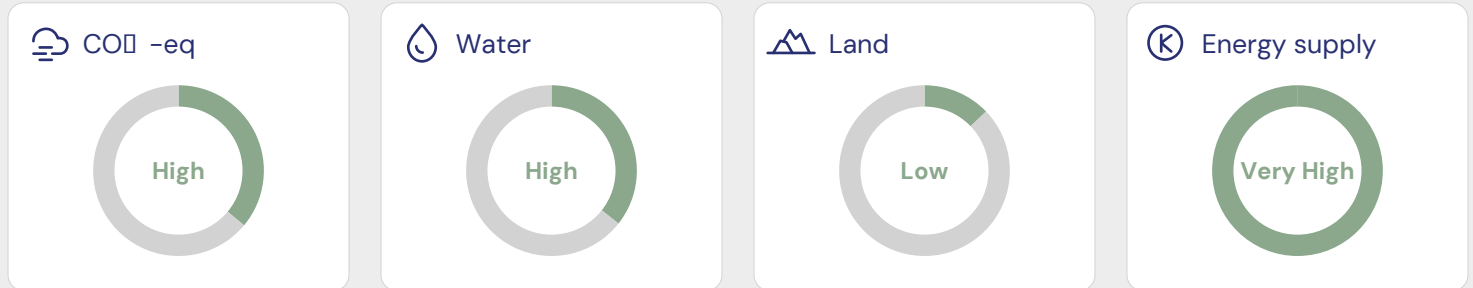 CO▯ -eq
Water
Land
Energy supply
High
High
Low
Very High